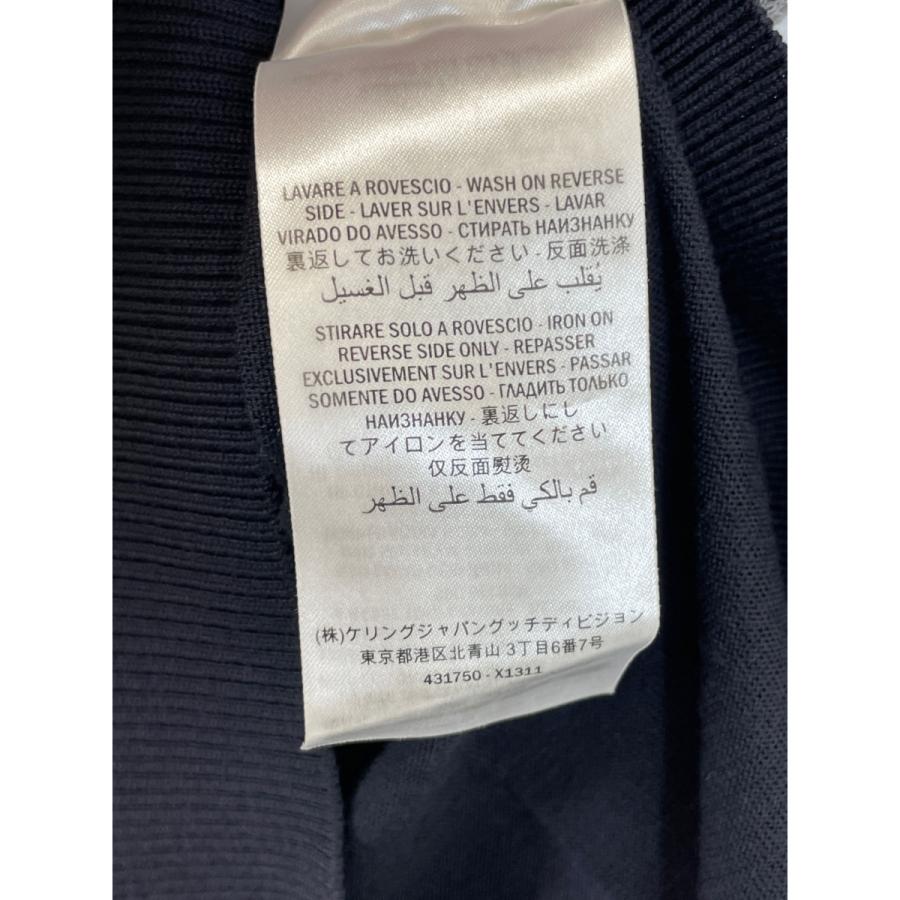 LAVARE A ROVESCIO - WASH ON REVERSE
SIDE - LAVER SUR L'ENVERS - LAVAR
VIRADO DO AVESSO - СТИРАТЬ НАИЗНАНКУ
裏返してお洗いください - 反面洗涤
يُقلب على الظهر قبل الغسيل
STIRARE SOLO A ROVESCIO - IRON ON
REVERSE SIDE ONLY - REPASSER
EXCLUSIVEMENT SUR L'ENVERS - PASSAR
SOMENTE DO AVESSO - ГЛАДИТЬ ТОЛЬКО
НАИЗНАНКУ - 裏返しにし
てアイロンを当ててください
仅反面熨烫
قم بالكي فقط على الظهر
(株)ケリングジャパングッチディビジョン
東京都港区北青山 3丁目6番7号
431750 - X1311